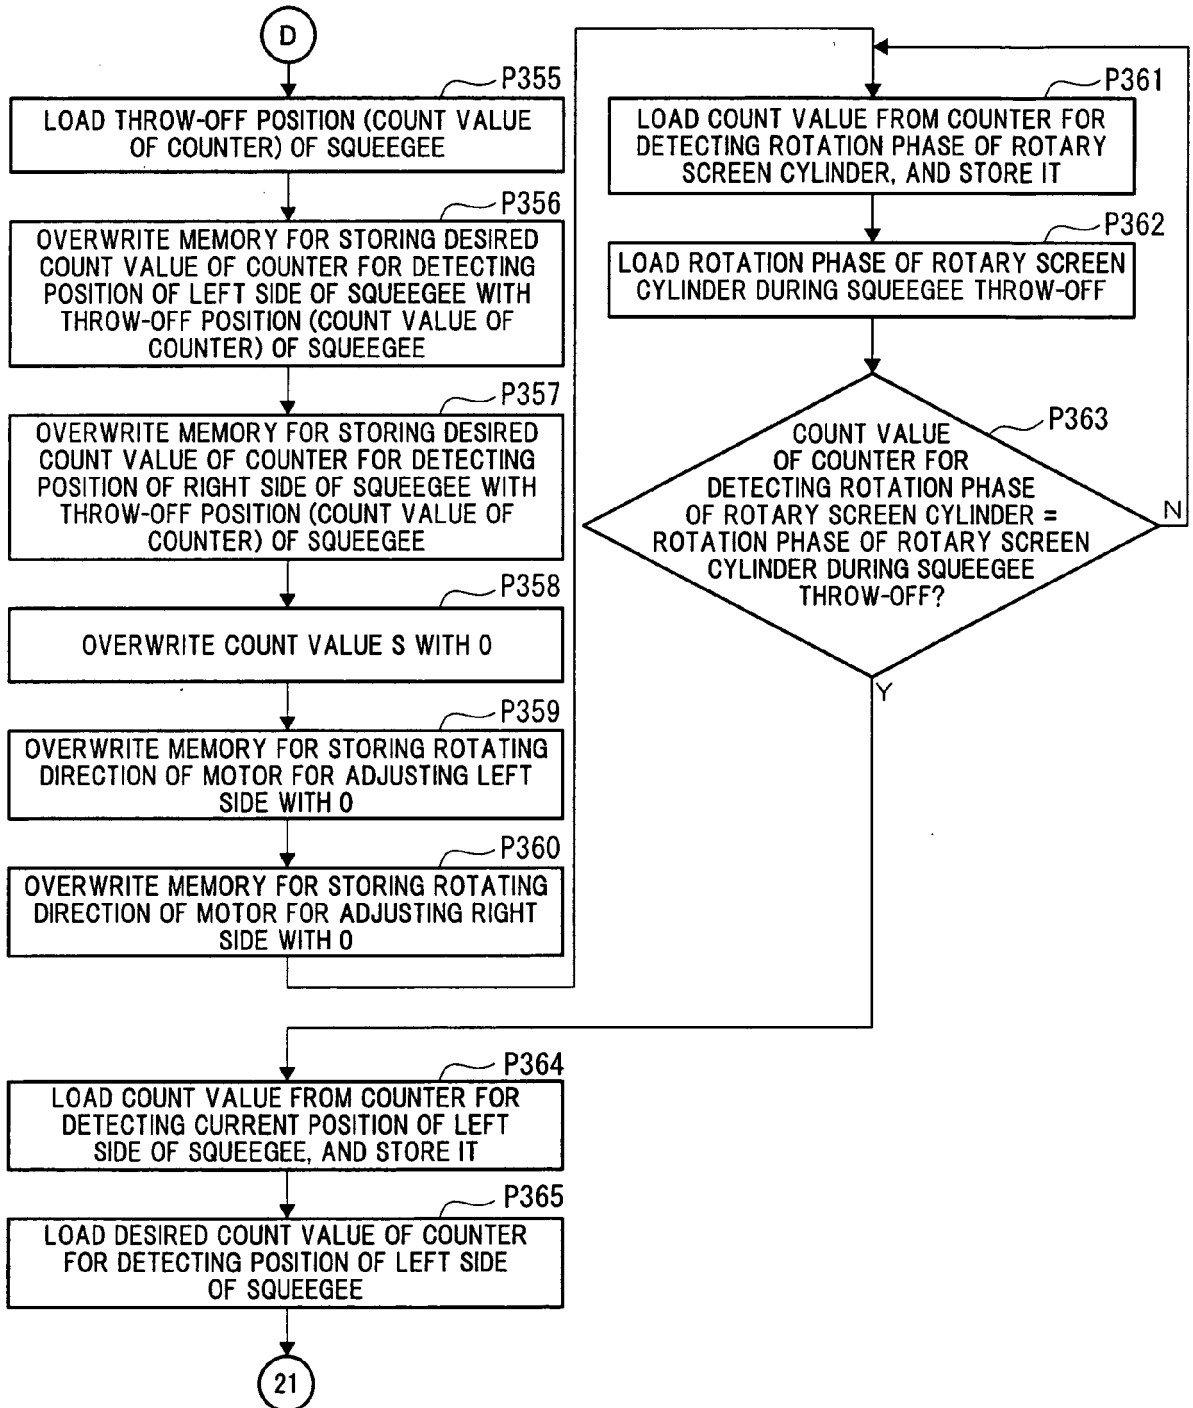 D
P355
LOAD THROW-OFF POSITION (COUNT VALUE
OF COUNTER) OF SQUEEGEE
P356
OVERWRITE MEMORY FOR STORING DESIRED
COUNT VALUE OF COUNTER FOR DETECTING
POSITION OF LEFT SIDE OF SQUEEGEE WITH
THROW-OFF POSITION (COUNT VALUE OF
COUNTER) OF SQUEEGEE
P357
OVERWRITE MEMORY FOR STORING DESIRED
COUNT VALUE OF COUNTER FOR DETECTING
POSITION OF RIGHT SIDE OF SQUEEGEE WITH
THROW-OFF POSITION (COUNT VALUE OF
COUNTER) OF SQUEEGEE
P358
OVERWRITE COUNT VALUE S WITH 0
P359
OVERWRITE MEMORY FOR STORING ROTATING
DIRECTION OF MOTOR FOR ADJUSTING LEFT
SIDE WITH 0
P360
OVERWRITE MEMORY FOR STORING ROTATING
DIRECTION OF MOTOR FOR ADJUSTING RIGHT
SIDE WITH 0
P361
LOAD COUNT VALUE FROM COUNTER FOR
DETECTING ROTATION PHASE OF ROTARY
SCREEN CYLINDER, AND STORE IT
P362
LOAD ROTATION PHASE OF ROTARY SCREEN
CYLINDER DURING SQUEEGEE THROW-OFF
P363
COUNT VALUE
OF COUNTER FOR
DETECTING ROTATION PHASE
OF ROTARY SCREEN CYLINDER =
ROTATION PHASE OF ROTARY SCREEN
CYLINDER DURING SQUEEGEE
THROW-OFF?
N
Y
P364
LOAD COUNT VALUE FROM COUNTER FOR
DETECTING CURRENT POSITION OF LEFT
SIDE OF SQUEEGEE, AND STORE IT
P365
LOAD DESIRED COUNT VALUE OF COUNTER
FOR DETECTING POSITION OF LEFT SIDE
OF SQUEEGEE
21